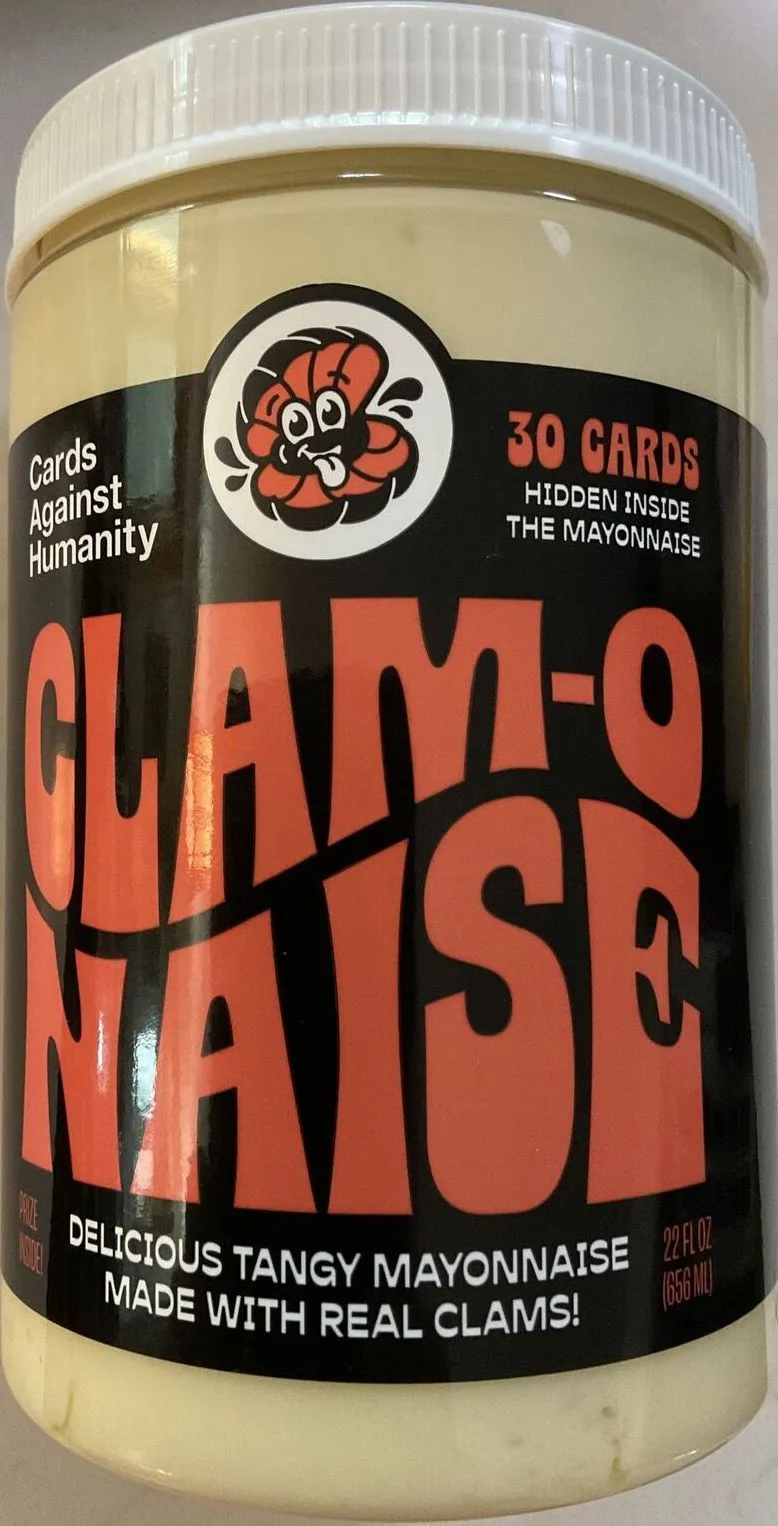 Cards
Against
Humanity
30 CARDS
HIDDEN INSIDE
THE MAYONNAISE
CLAM-O
NAISE
PRIZE
INSIDE!
DELICIOUS TANGY MAYONNAISE
MADE WITH REAL CLAMS!
22 FL OZ
(656 ML)